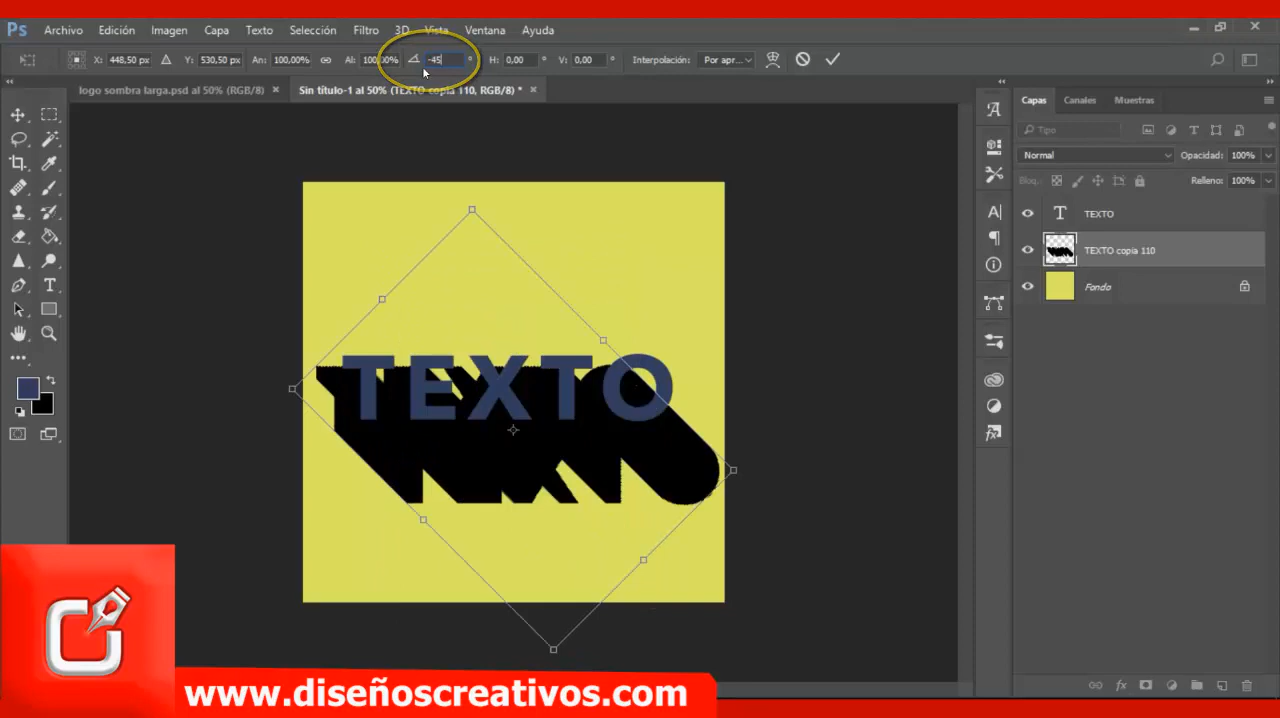 Ps Archivo Edición Imagen Capa Texto Selección Filtro 3D Vista Ventana Ayuda
X: 448,50 px Y: 530,50 px An: 100,00% Al: 100,00% -45 ° H: 0,00 ° V: 0,00 ° Interpolación: Por apr...
logo sombra larga.psd al 50% (RGB/8) × Sin título-1 al 50% (TEXTO copia 110, RGB/8) * ×
Capas Canales Muestras
Tipo
Normal Opacidad: 100%
Bloq.: Relleno: 100%
T TEXTO
TEXTO copia 110
Fondo
TEXTO
www.diseñoscreativos.com